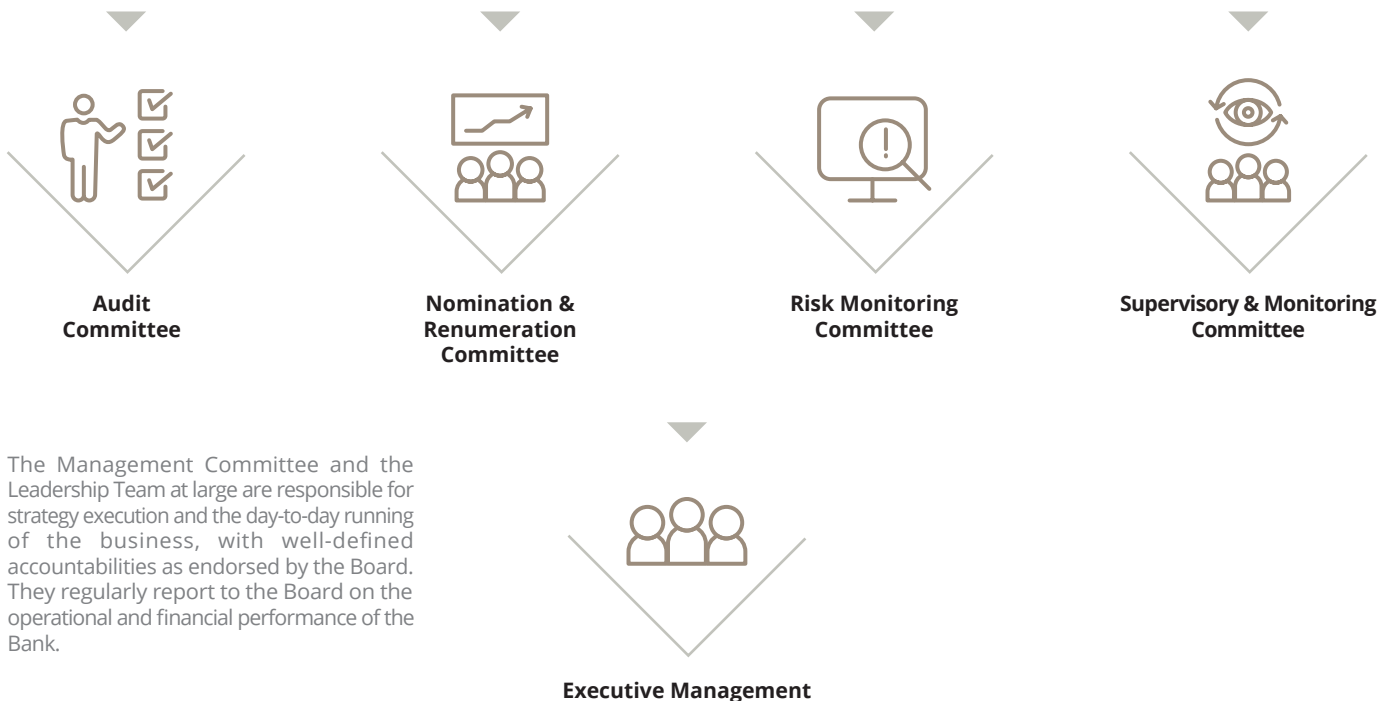 Audit
Committee
Nomination &
Renumeration
Committee
Risk Monitoring
Committee
Supervisory & Monitoring
Committee
The Management Committee and the
Leadership Team at large are responsible for
strategy execution and the day-to-day running
of the business, with well-defined
accountabilities as endorsed by the Board.
They regularly report to the Board on the
operational and financial performance of the
Bank.
Executive Management